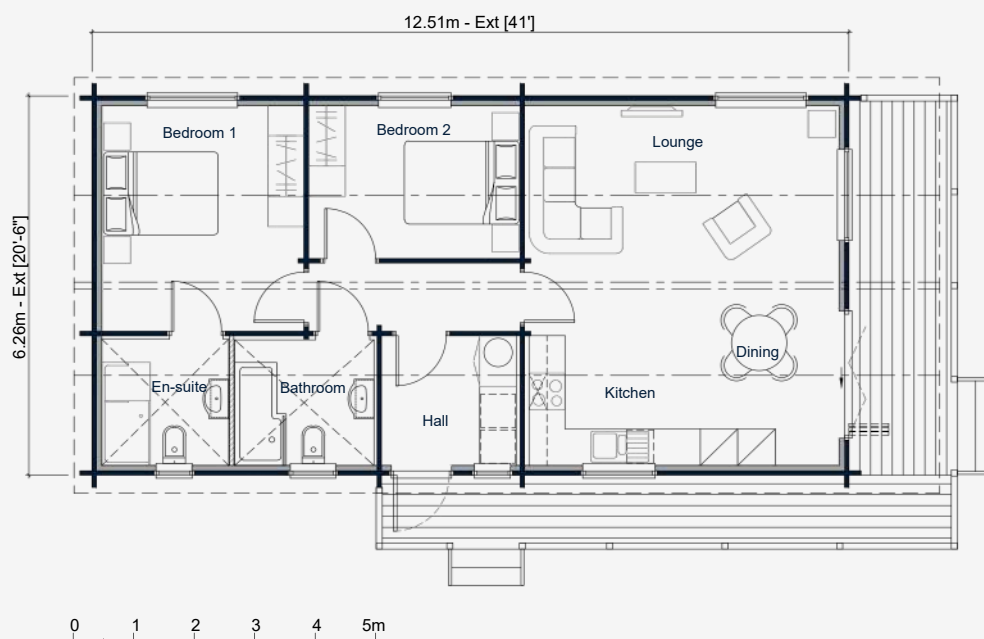 12.51m - Ext [41']
Bedroom 1
Bedroom 2
Lounge
6.26m - Ext [20'-6"]
Dining
En-suite
Bathroom
Kitchen
Hall
0 1 2 3 4 5m